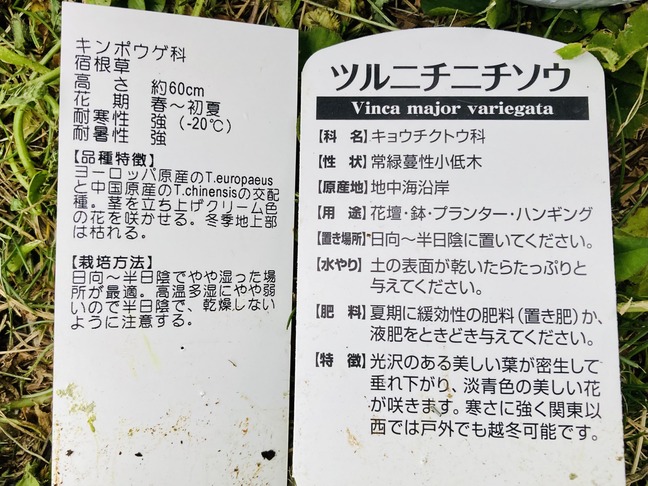 キンポウゲ科
宿根草
高さ 約60cm
花期 春～初夏
耐寒性 強 (-20℃)
耐暑性 強
【品種特徴】
ヨーロッパ原産のT.europaeus
と中国原産のT.chinensisの交配
種。茎を立ち上げクリーム色
の花を咲かせる。冬季地上部
は枯れる。
【栽培方法】
日向～半日陰でやや湿った場
所が最適。高温多湿にやや弱
いので半日陰で、乾燥しない
ように注意する。
ツルニチニチソウ
Vinca major variegata
【科名】キョウチクトウ科
【性状】常緑蔓性小低木
【原産地】地中海沿岸
【用途】花壇・鉢・プランター・ハンギング
【置き場所】日向～半日陰に置いてください。
【水やり】土の表面が乾いたらたっぷりと
与えてください。
【肥料】夏期に緩効性の肥料(置き肥)か、
液肥をときどき与えてください。
【特徴】光沢のある美しい葉が密生して
垂れ下がり、淡青色の美しい花
が咲きます。寒さに強く関東以
西では戸外でも越冬可能です。